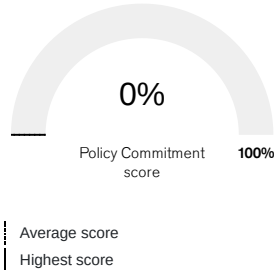 0%
Policy Commitment
score
100%
Average score
Highest score